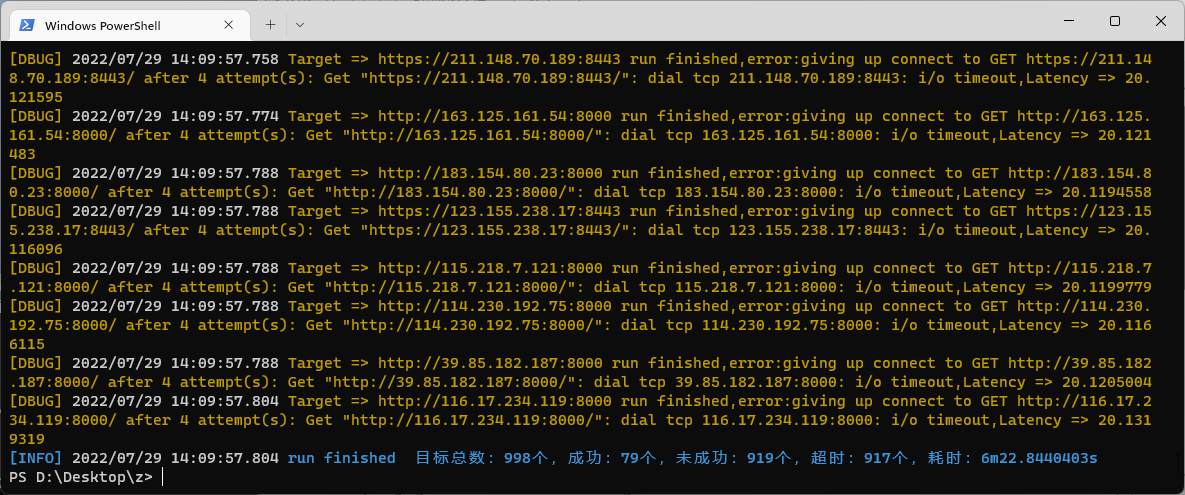 Windows PowerShell
[DBUG] 2022/07/29 14:09:57.758 Target => https://211.148.70.189:8443 run finished,error:giving up connect to GET https://211.14
8.70.189:8443/ after 4 attempt(s): Get "https://211.148.70.189:8443/": dial tcp 211.148.70.189:8443: i/o timeout,Latency => 20.
121595
[DBUG] 2022/07/29 14:09:57.774 Target => http://163.125.161.54:8000 run finished,error:giving up connect to GET http://163.125.
161.54:8000/ after 4 attempt(s): Get "http://163.125.161.54:8000/": dial tcp 163.125.161.54:8000: i/o timeout,Latency => 20.121
483
[DBUG] 2022/07/29 14:09:57.788 Target => http://183.154.80.23:8000 run finished,error:giving up connect to GET http://183.154.8
0.23:8000/ after 4 attempt(s): Get "http://183.154.80.23:8000/": dial tcp 183.154.80.23:8000: i/o timeout,Latency => 20.1194558
[DBUG] 2022/07/29 14:09:57.788 Target => https://123.155.238.17:8443 run finished,error:giving up connect to GET https://123.15
5.238.17:8443/ after 4 attempt(s): Get "https://123.155.238.17:8443/": dial tcp 123.155.238.17:8443: i/o timeout,Latency => 20.
116096
[DBUG] 2022/07/29 14:09:57.788 Target => http://115.218.7.121:8000 run finished,error:giving up connect to GET http://115.218.7
.121:8000/ after 4 attempt(s): Get "http://115.218.7.121:8000/": dial tcp 115.218.7.121:8000: i/o timeout,Latency => 20.1199779
[DBUG] 2022/07/29 14:09:57.788 Target => http://114.230.192.75:8000 run finished,error:giving up connect to GET http://114.230.
192.75:8000/ after 4 attempt(s): Get "http://114.230.192.75:8000/": dial tcp 114.230.192.75:8000: i/o timeout,Latency => 20.116
6115
[DBUG] 2022/07/29 14:09:57.788 Target => http://39.85.182.187:8000 run finished,error:giving up connect to GET http://39.85.182
.187:8000/ after 4 attempt(s): Get "http://39.85.182.187:8000/": dial tcp 39.85.182.187:8000: i/o timeout,Latency => 20.1205004
[DBUG] 2022/07/29 14:09:57.804 Target => http://116.17.234.119:8000 run finished,error:giving up connect to GET http://116.17.2
34.119:8000/ after 4 attempt(s): Get "http://116.17.234.119:8000/": dial tcp 116.17.234.119:8000: i/o timeout,Latency => 20.131
9319
[INFO] 2022/07/29 14:09:57.804 run finished 目标总数：998个，成功：79个，未成功：919个，超时：917个，耗时：6m22.8440403s
PS D:\Desktop\z>